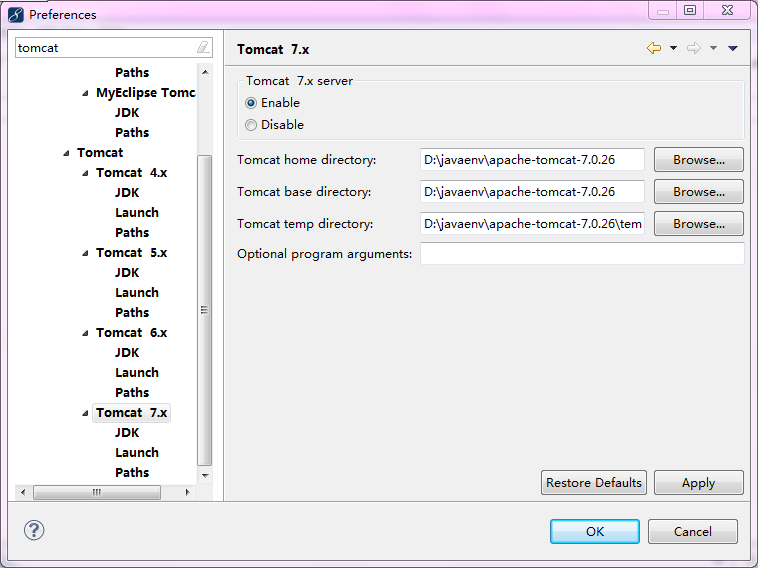 Preferences
tomcat
Paths
MyEclipse Tomc
JDK
Paths
Tomcat
Tomcat 4.x
JDK
Launch
Paths
Tomcat 5.x
JDK
Launch
Paths
Tomcat 6.x
JDK
Launch
Paths
Tomcat 7.x
JDK
Launch
Paths
Tomcat 7.x
Tomcat 7.x server
Enable
Disable
Tomcat home directory: D:\javaenv\apache-tomcat-7.0.26 Browse...
Tomcat base directory: D:\javaenv\apache-tomcat-7.0.26 Browse...
Tomcat temp directory: D:\javaenv\apache-tomcat-7.0.26\tem Browse...
Optional program arguments:
Restore Defaults Apply
? OK Cancel